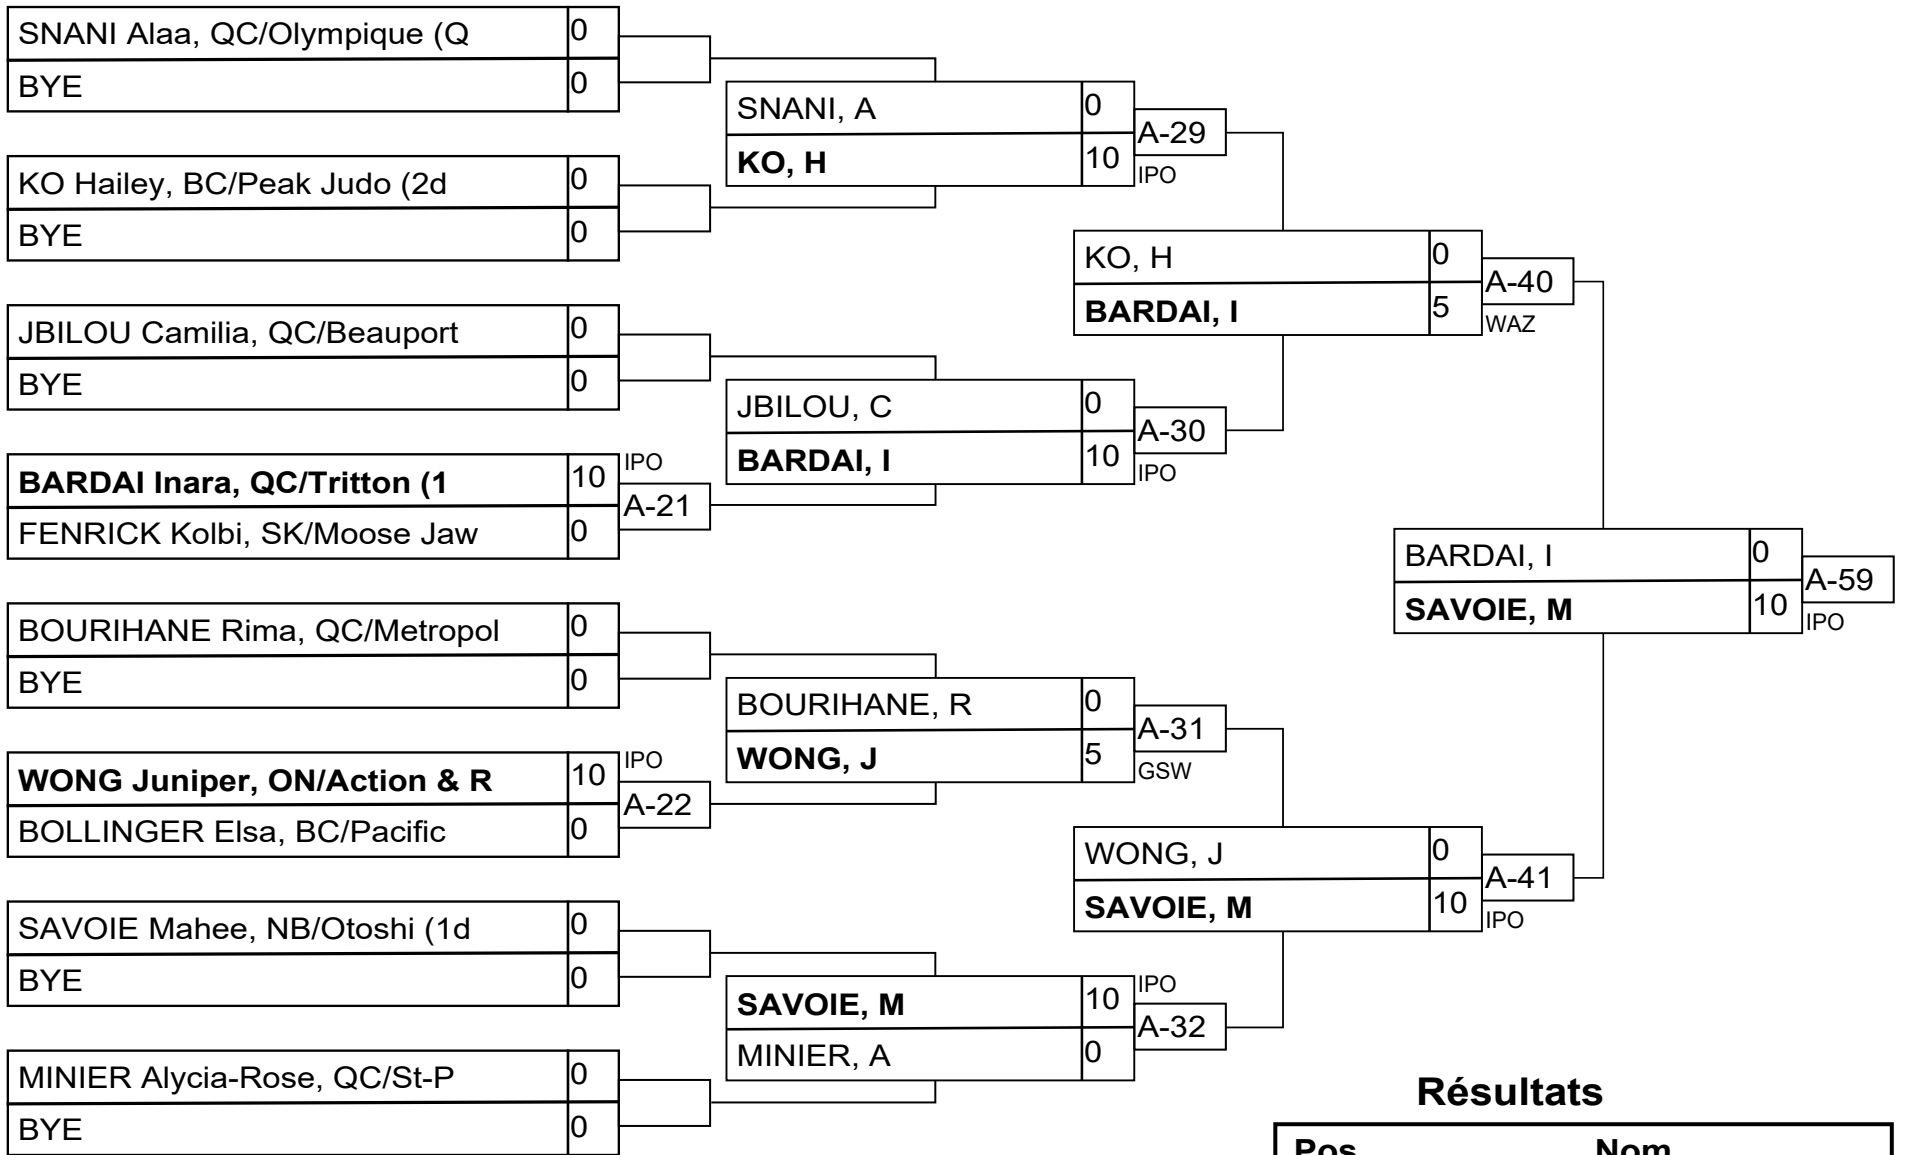 SNANI Alaa, QC/Olympique (Q 0
BYE 0
KO Hailey, BC/Peak Judo (2d 0
BYE 0
JBILOU Camilia, QC/Beauport 0
BYE 0
BARDAI Inara, QC/Tritton (1 10 IPO
A-21
FENRICK Kolbi, SK/Moose Jaw 0
BOURIHANE Rima, QC/Metropol 0
BYE 0
WONG Juniper, ON/Action & R 10 IPO
A-22
BOLLINGER Elsa, BC/Pacific 0
SAVOIE Mahee, NB/Otoshi (1d 0
BYE 0
MINIER Alycia-Rose, QC/St-P 0
BYE 0
SNANI, A 0
A-29
KO, H 10 IPO
JBILOU, C 0
A-30
BARDAI, I 10 IPO
BOURIHANE, R 0
A-31
WONG, J 5 GSW
SAVOIE, M 10 IPO
A-32
MINIER, A 0
KO, H 0
A-40
BARDAI, I 5 WAZ
WONG, J 0
A-41
SAVOIE, M 10 IPO
BARDAI, I 0
A-59
SAVOIE, M 10 IPO
Résultats
Pos Nom